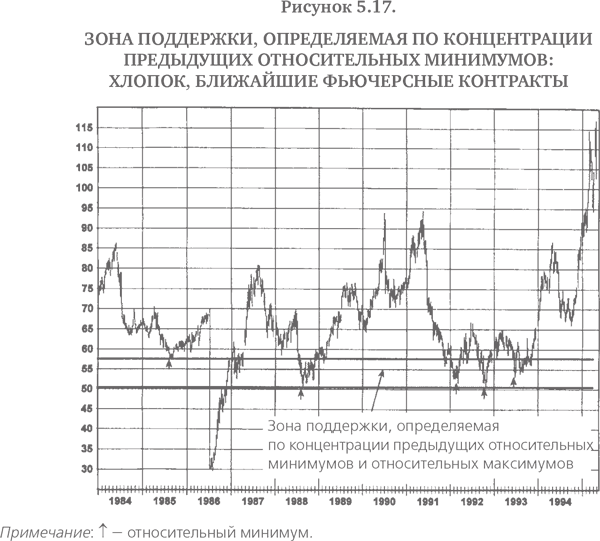 Рисунок 5.17.
ЗОНА ПОДДЕРЖКИ, ОПРЕДЕЛЯЕМАЯ ПО КОНЦЕНТРАЦИИ
ПРЕДЫДУЩИХ ОТНОСИТЕЛЬНЫХ МИНИМУМОВ:
ХЛОПОК, БЛИЖАЙШИЕ ФЬЮЧЕРСНЫЕ КОНТРАКТЫ
115
110
105
100
95
90
85
80
75
70
65
60
55
50
45
40
35
30
Зона поддержки, определяемая
по концентрации предыдущих относительных
минимумов и относительных максимумов
1984 1985 1986 1987 1988 1989 1990 1991 1992 1993 1994
Примечание: ↑ — относительный минимум.